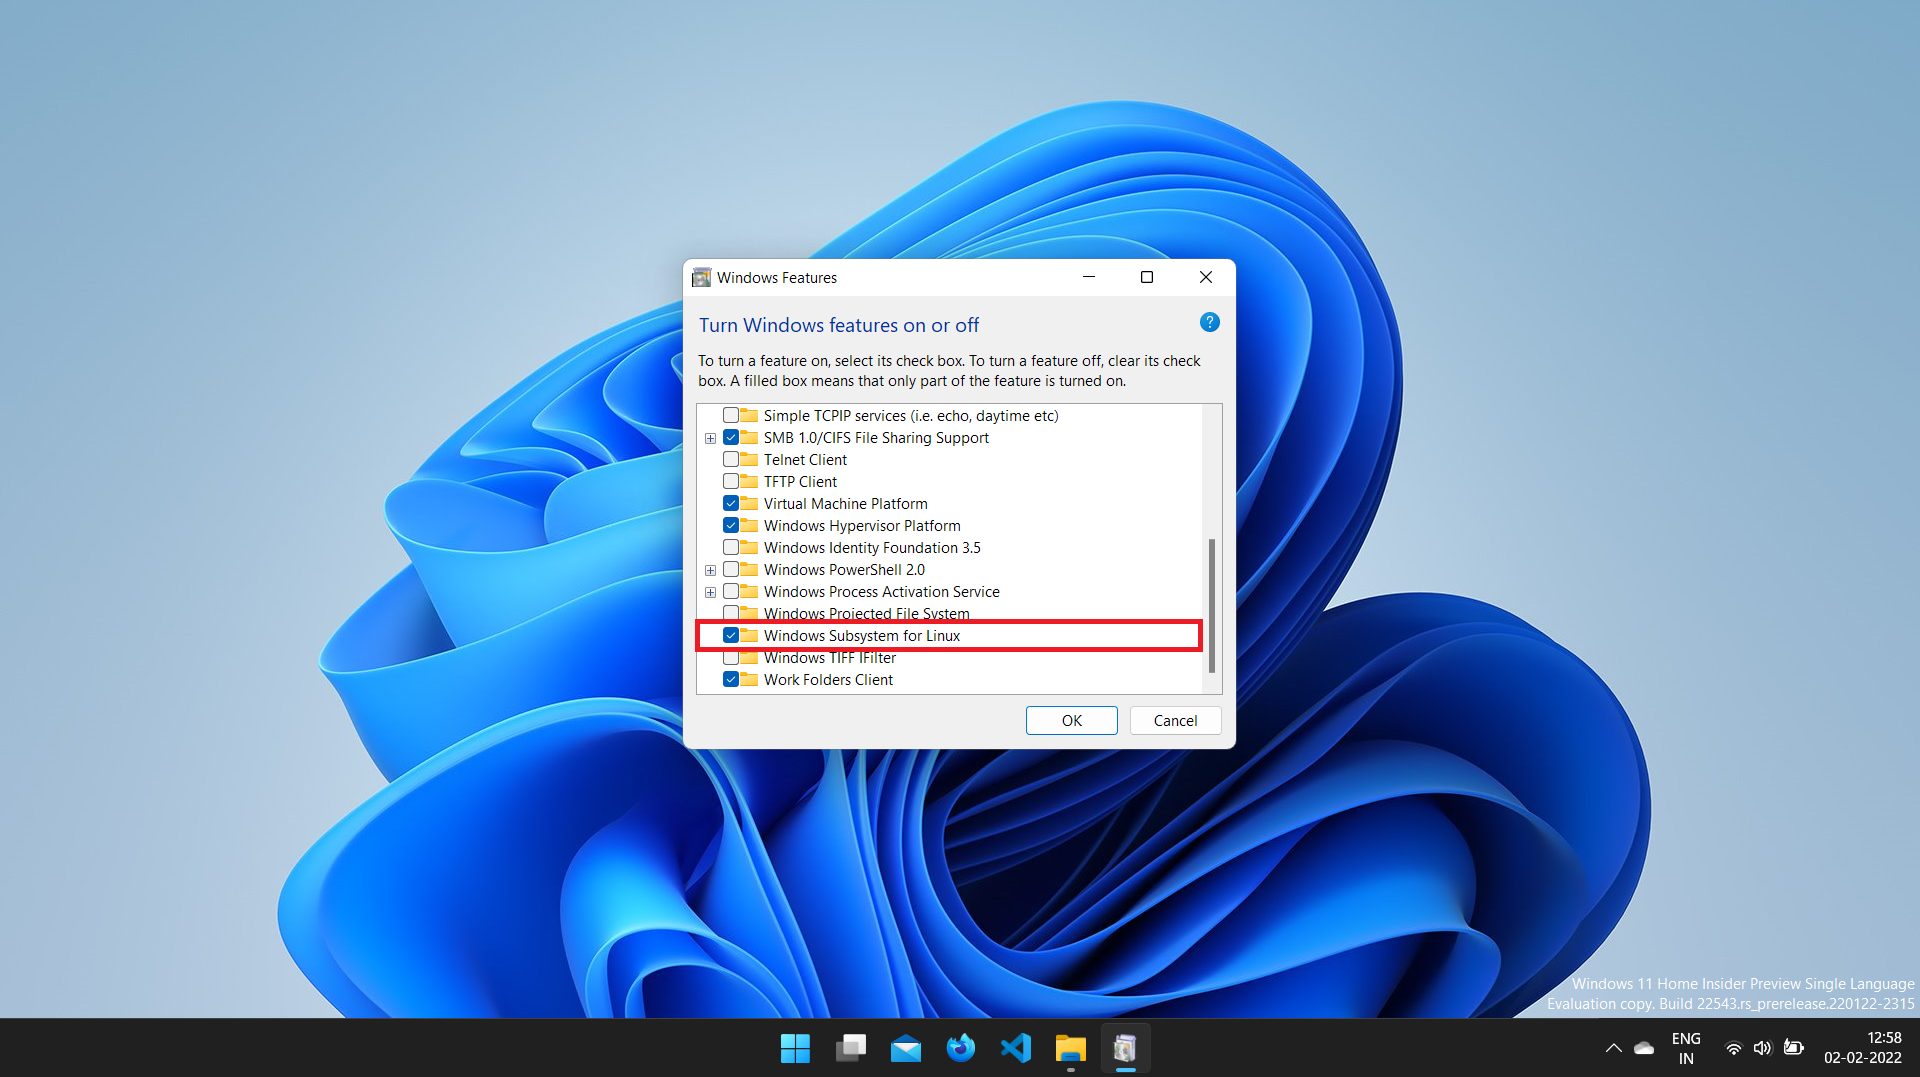 Windows Features
Turn Windows features on or off
?
To turn a feature on, select its check box. To turn a feature off, clear its check
box. A filled box means that only part of the feature is turned on.
Simple TCPIP services (i.e. echo, daytime etc)
SMB 1.0/CIFS File Sharing Support
Telnet Client
TFTP Client
Virtual Machine Platform
Windows Hypervisor Platform
Windows Identity Foundation 3.5
Windows PowerShell 2.0
Windows Process Activation Service
Windows Projected File System
Windows Subsystem for Linux
Windows TIFF IFilter
Work Folders Client
OK
Cancel
Windows 11 Home Insider Preview Single Language
Evaluation copy. Build 22543.rs_prerelease.220122-2315
ENG
IN
12:58
02-02-2022